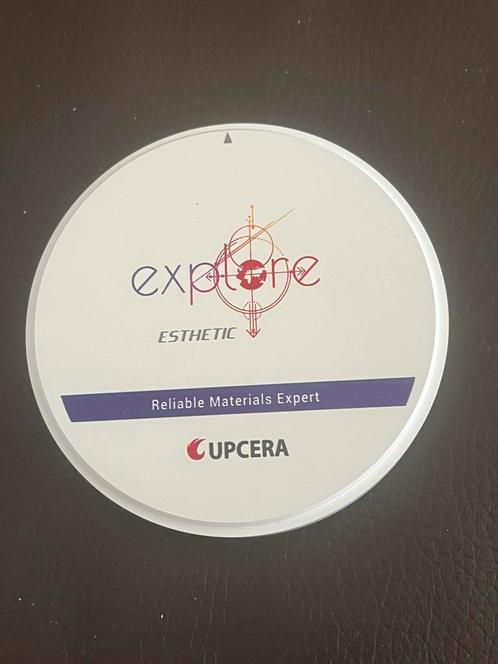 explore
ESTHETIC
Reliable Materials Expert
UPCERA